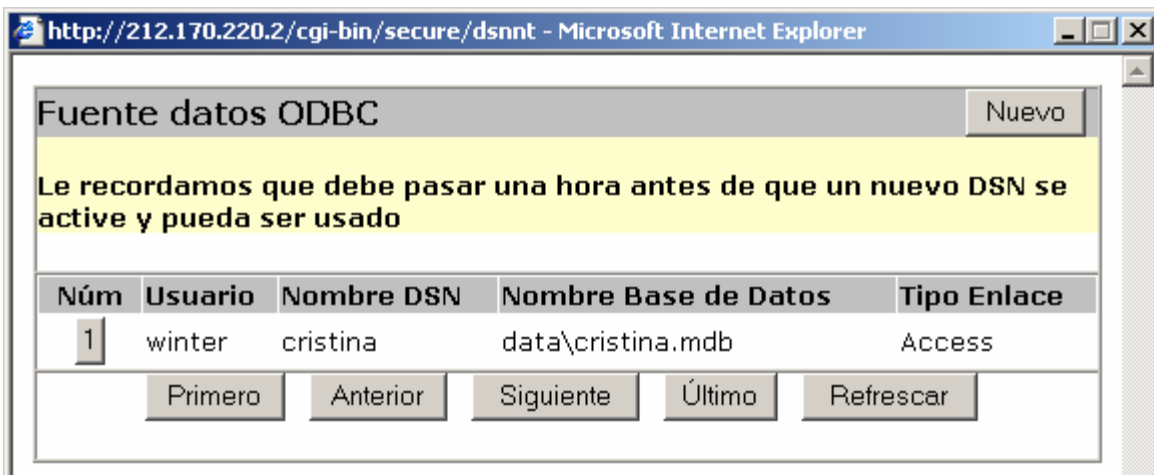 http://212.170.220.2/cgi-bin/secure/dsnnt - Microsoft Internet Explorer
Fuente datos ODBC Nuevo
Le recordamos que debe pasar una hora antes de que un nuevo DSN se
active y pueda ser usado
Núm Usuario Nombre DSN Nombre Base de Datos Tipo Enlace
1 winter cristina data\cristina.mdb Access
Primero Anterior Siguiente Último Refrescar